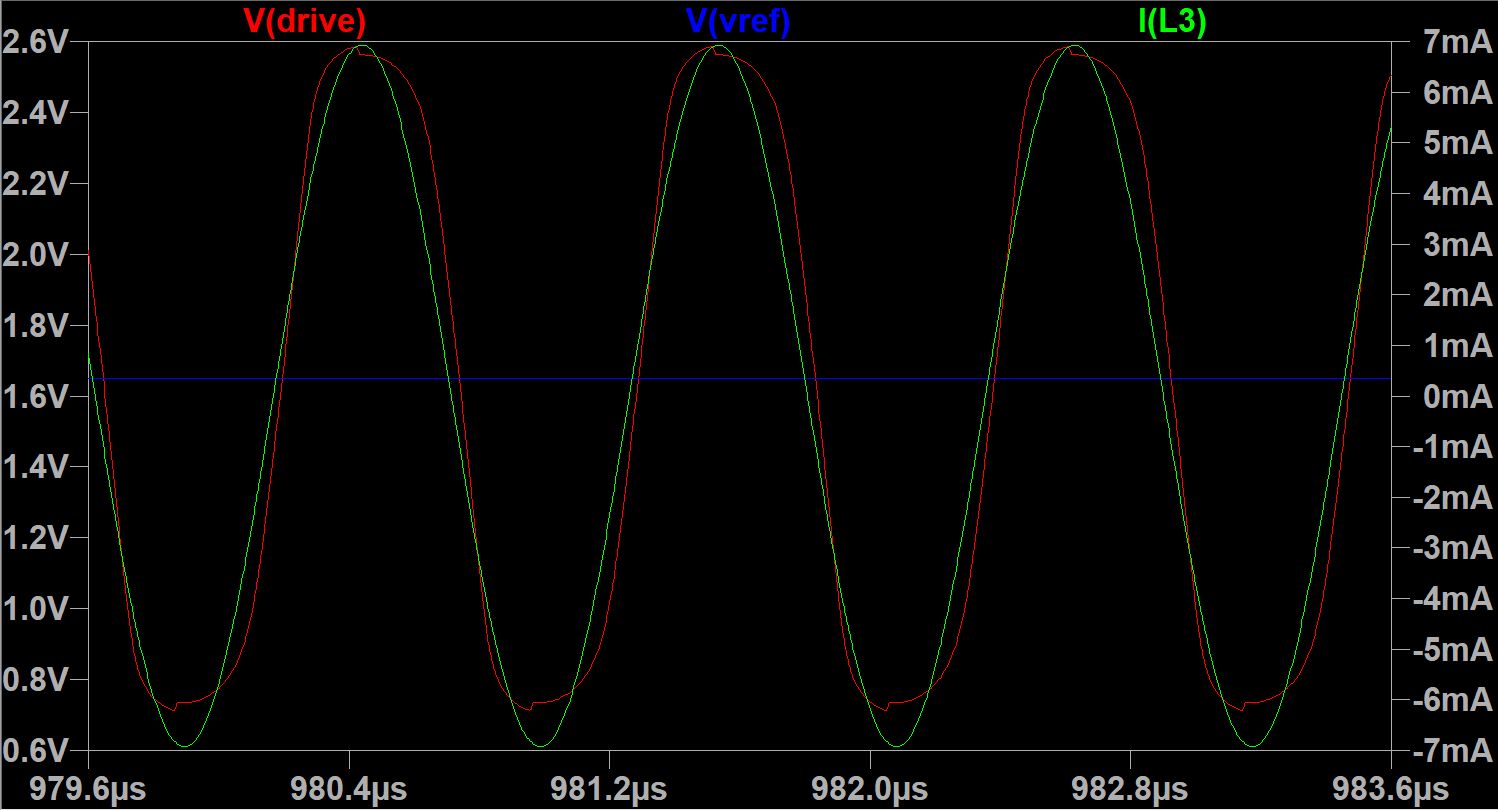 V(drive) V(vref) I(L3)
2.6V 7mA
6mA
2.4V
5mA
2.2V 4mA
2.0V 3mA
2mA
1.8V
1mA
1.6V 0mA
1.4V -1mA
-2mA
1.2V -3mA
1.0V -4mA
-5mA
0.8V
-6mA
0.6V -7mA
979.6µs 980.4µs 981.2µs 982.0µs 982.8µs 983.6µs